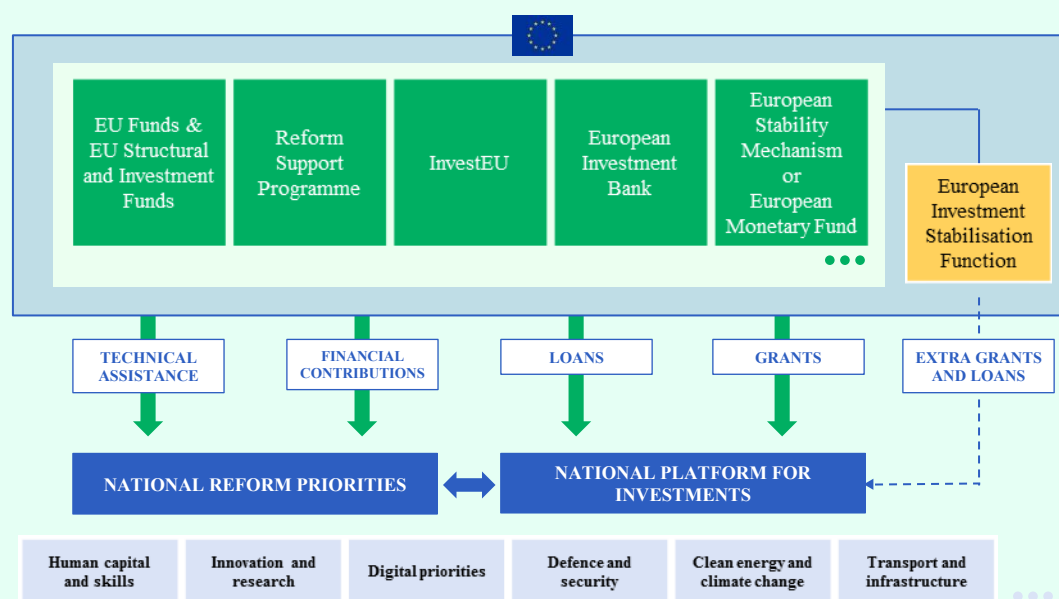 EU Funds &
EU Structural
and Investment
Funds
Reform
Support
Programme
InvestEU
European
Investment
Bank
European
Stability
Mechanism
or
European
Monetary Fund
European
Investment
Stabilisation
Function
TECHNICAL
ASSISTANCE
FINANCIAL
CONTRIBUTIONS
LOANS
GRANTS
EXTRA GRANTS
AND LOANS
NATIONAL REFORM PRIORITIES
NATIONAL PLATFORM FOR
INVESTMENTS
Human capital
and skills
Innovation and
research
Digital priorities
Defence and
security
Clean energy and
climate change
Transport and
infrastructure